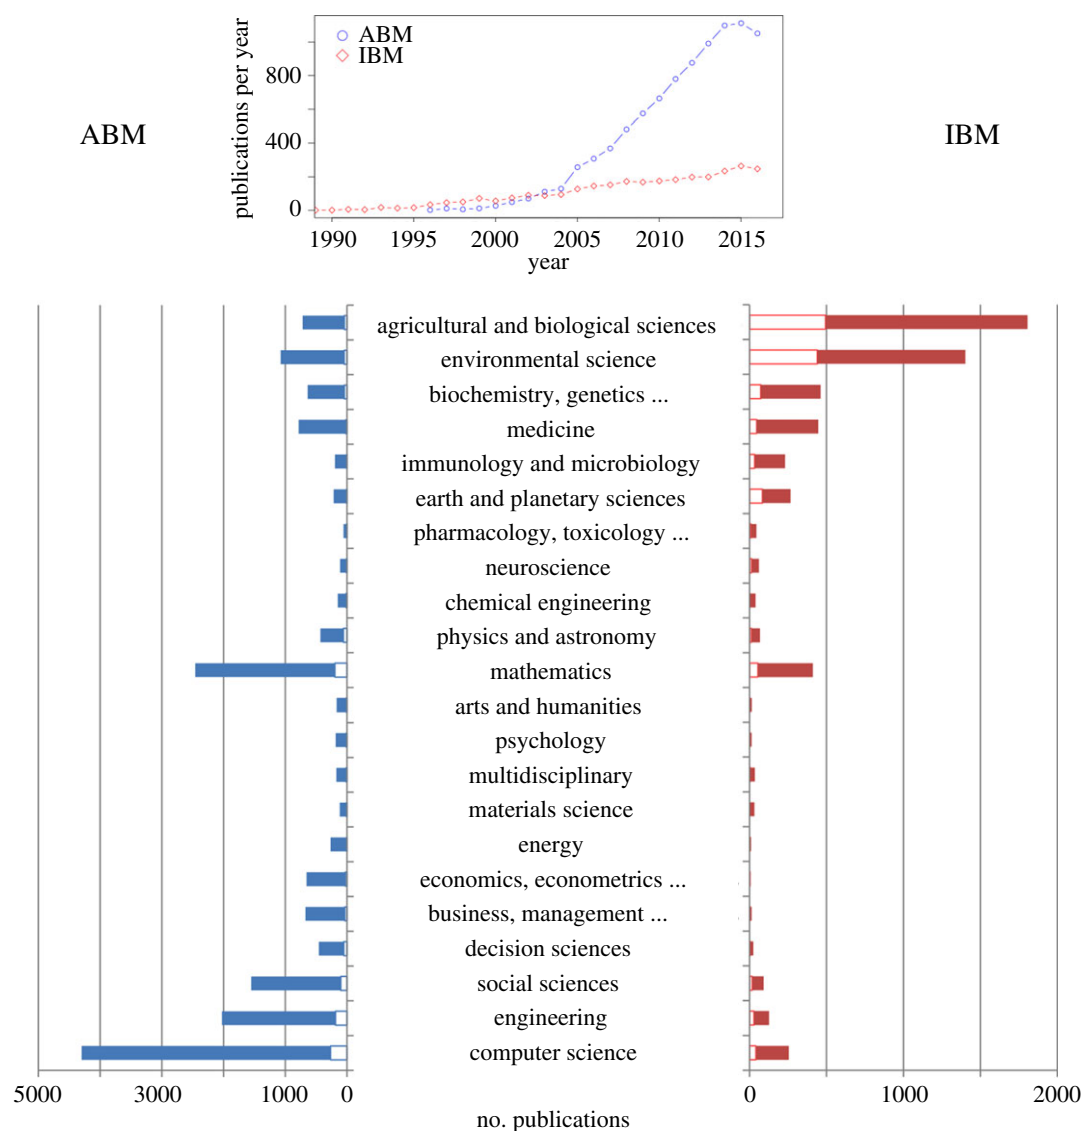 publications per year
ABM
IBM
800
400
0
1990 1995 2000 2005 2010 2015
year
ABM
IBM
agricultural and biological sciences
environmental science
biochemistry, genetics ...
medicine
immunology and microbiology
earth and planetary sciences
pharmacology, toxicology ...
neuroscience
chemical engineering
physics and astronomy
mathematics
arts and humanities
psychology
multidisciplinary
materials science
energy
economics, econometrics ...
business, management ...
decision sciences
social sciences
engineering
computer science
5000 3000 1000 0
0 1000 2000
no. publications